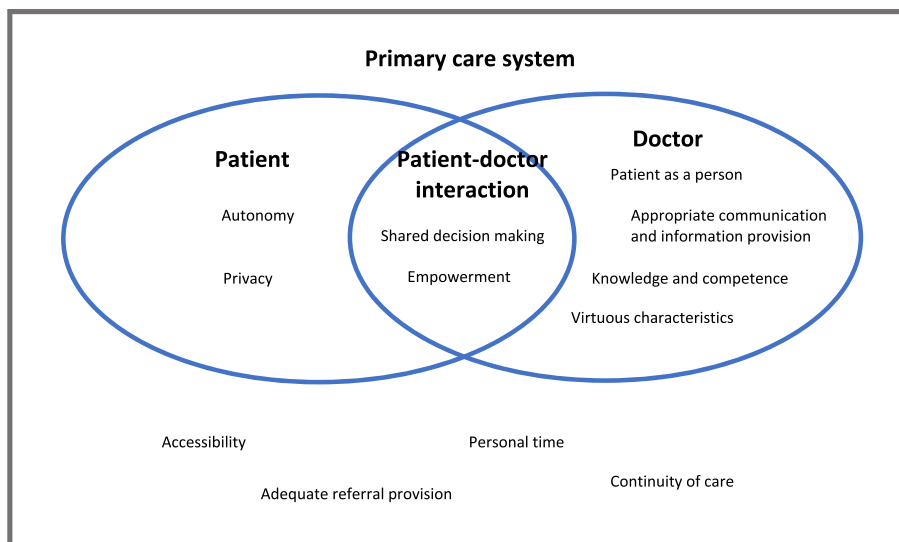 Primary care system
Patient
Autonomy
Privacy
Patient-doctor
interaction
Shared decision making
Empowerment
Doctor
Patient as a person
Appropriate communication
and information provision
Knowledge and competence
Virtuous characteristics
Accessibility
Personal time
Adequate referral provision
Continuity of care